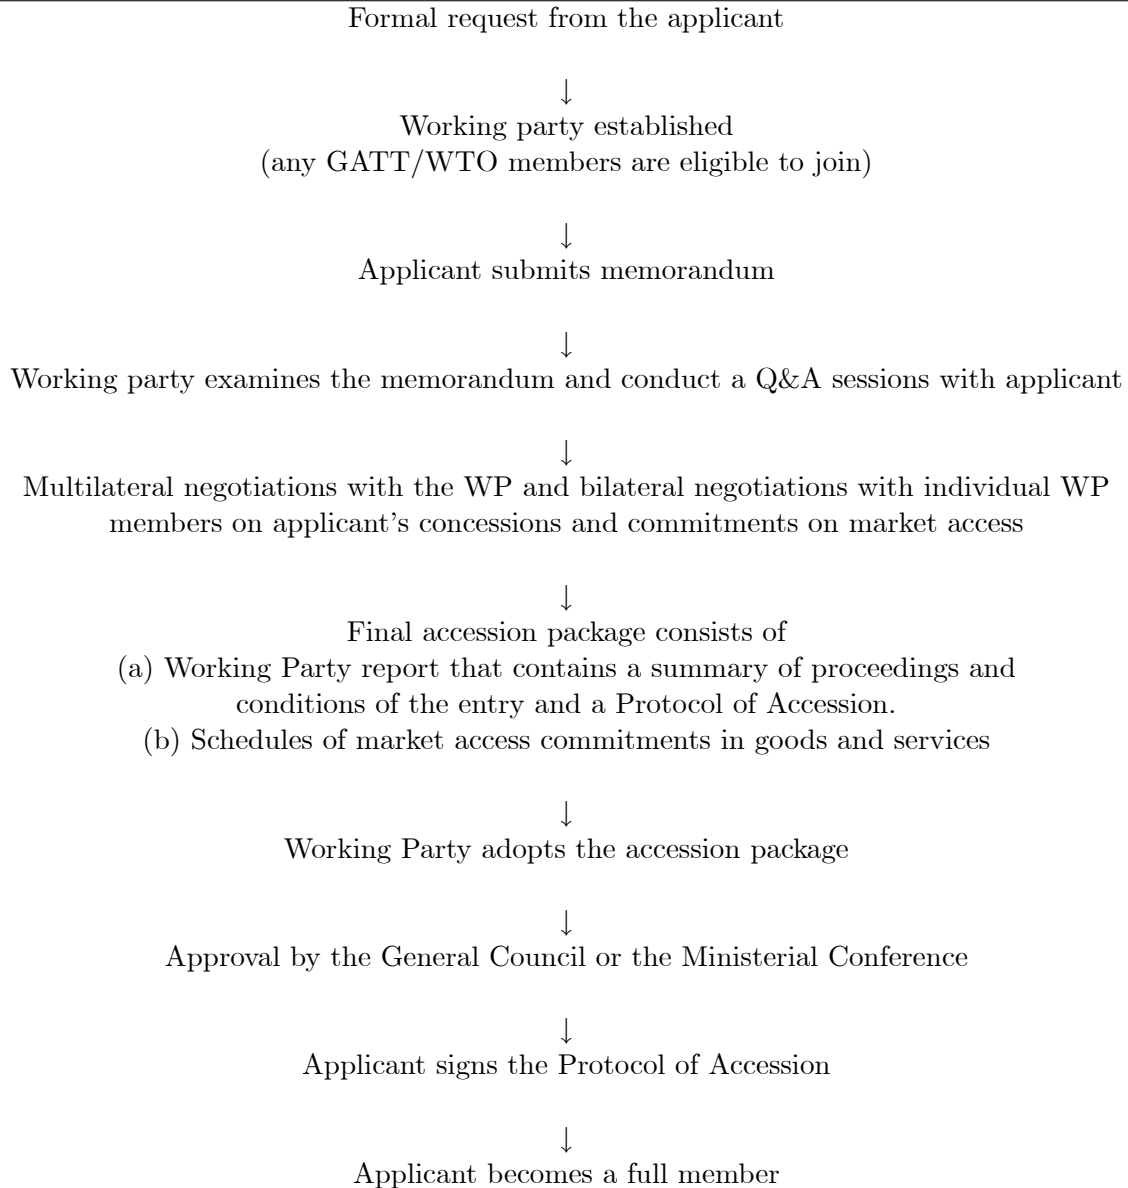 Formal request from the applicant
↓
Working party established
(any GATT/WTO members are eligible to join)
↓
Applicant submits memorandum
↓
Working party examines the memorandum and conduct a Q&A sessions with applicant
↓
Multilateral negotiations with the WP and bilateral negotiations with individual WP
members on applicant's concessions and commitments on market access
↓
Final accession package consists of
(a) Working Party report that contains a summary of proceedings and
conditions of the entry and a Protocol of Accession.
(b) Schedules of market access commitments in goods and services
↓
Working Party adopts the accession package
↓
Approval by the General Council or the Ministerial Conference
↓
Applicant signs the Protocol of Accession
↓
Applicant becomes a full member